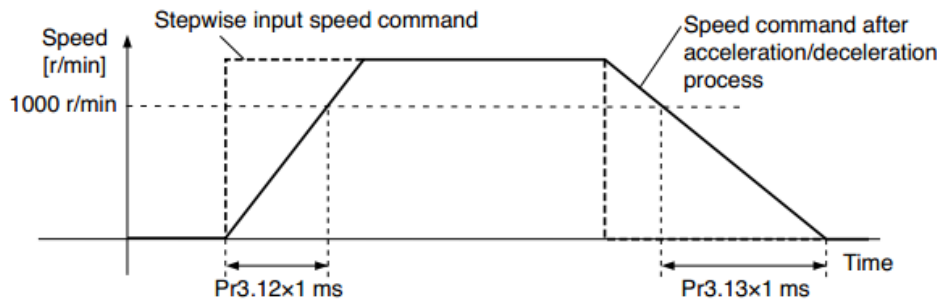 Stepwise input speed command
Speed
[r/min]
Speed command after
acceleration/deceleration
process
1000 r/min
Time
Pr3.12×1 ms
Pr3.13×1 ms